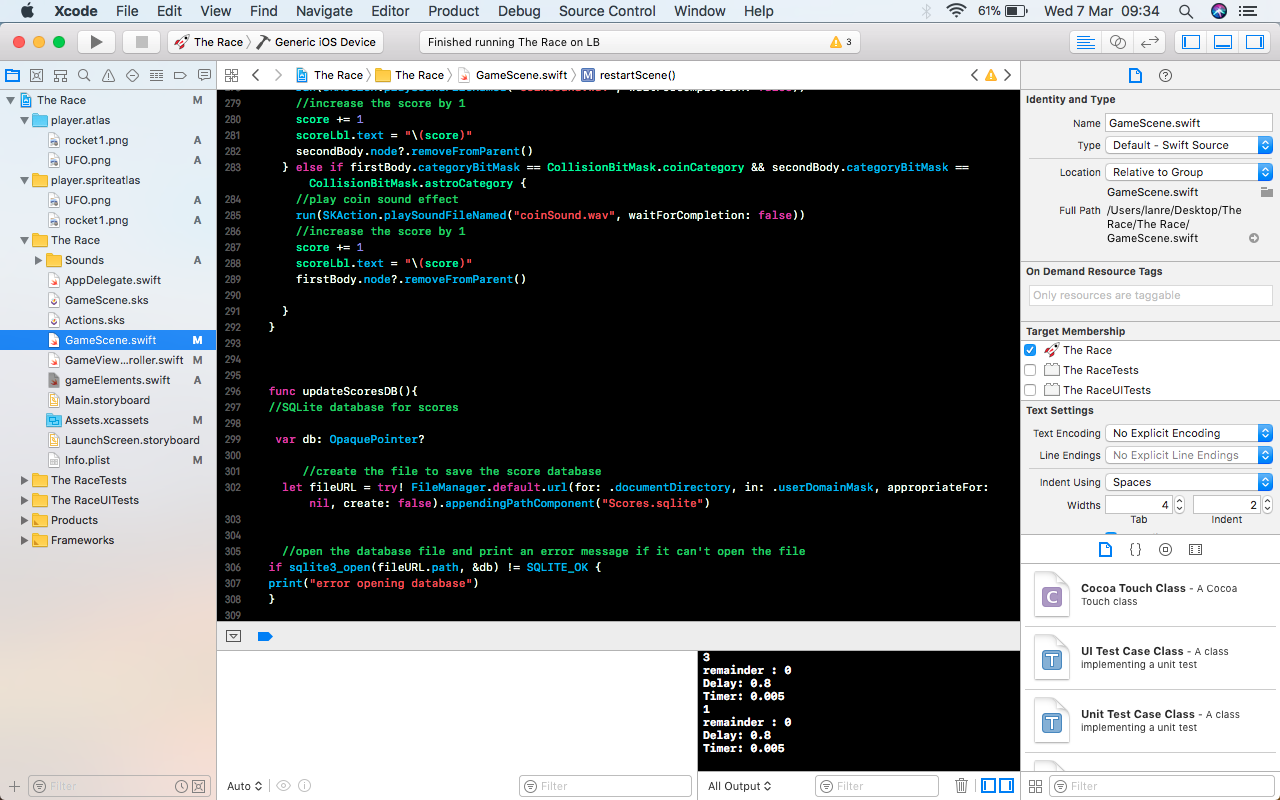 Xcode File Edit View Find Navigate Editor Product Debug Source Control Window Help 61% Wed 7 Mar 09:34
The Race Generic iOS Device Finished running The Race on LB 3
The Race M
player.atlas
rocket1.png A
UFO.png A
player.spriteatlas
UFO.png A
rocket1.png A
The Race
Sounds A
AppDelegate.swift
GameScene.sks
Actions.sks
GameScene.swift M
GameView...roller.swift M
gameElements.swift A
Main.storyboard
Assets.xcassets M
LaunchScreen.storyboard
Info.plist M
The RaceTests
The RaceUITests
Products
Frameworks
Filter
The Race The Race GameScene.swift M restartScene()
279 //increase the score by 1
280 score += 1
281 scoreLbl.text = "\(score)"
282 secondBody.node?.removeFromParent()
283 } else if firstBody.categoryBitMask == CollisionBitMask.coinCategory && secondBody.categoryBitMask ==
CollisionBitMask.astroCategory {
284 //play coin sound effect
285 run(SKAction.playSoundFileNamed("coinSound.wav", waitForCompletion: false))
286 //increase the score by 1
287 score += 1
288 scoreLbl.text = "\(score)"
289 firstBody.node?.removeFromParent()
290
291 }
292 }
293
294
295
296 func updateScoresDB(){
297 //SQLite database for scores
298
299 var db: OpaquePointer?
300
301 //create the file to save the score database
302 let fileURL = try! FileManager.default.url(for: .documentDirectory, in: .userDomainMask, appropriateFor:
nil, create: false).appendingPathComponent("Scores.sqlite")
303
304
305 //open the database file and print an error message if it can't open the file
306 if sqlite3_open(fileURL.path, &db) != SQLITE_OK {
307 print("error opening database")
308 }
309
Auto
Filter
3
remainder : 0
Delay: 0.8
Timer: 0.005
1
remainder : 0
Delay: 0.8
Timer: 0.005
All Output
Filter
Identity and Type
Name GameScene.swift
Type Default - Swift Source
Location Relative to Group
GameScene.swift
Full Path /Users/lanre/Desktop/The
Race/The Race/
GameScene.swift
On Demand Resource Tags
Only resources are taggable
Target Membership
The Race
The RaceTests
The RaceUITests
Text Settings
Text Encoding No Explicit Encoding
Line Endings No Explicit Line Endings
Indent Using Spaces
Widths 4 2
Tab Indent
{}
C
Cocoa Touch Class - A Cocoa
Touch class
T
UI Test Case Class - A class
implementing a unit test
T
Unit Test Case Class - A class
implementing a unit test
Filter